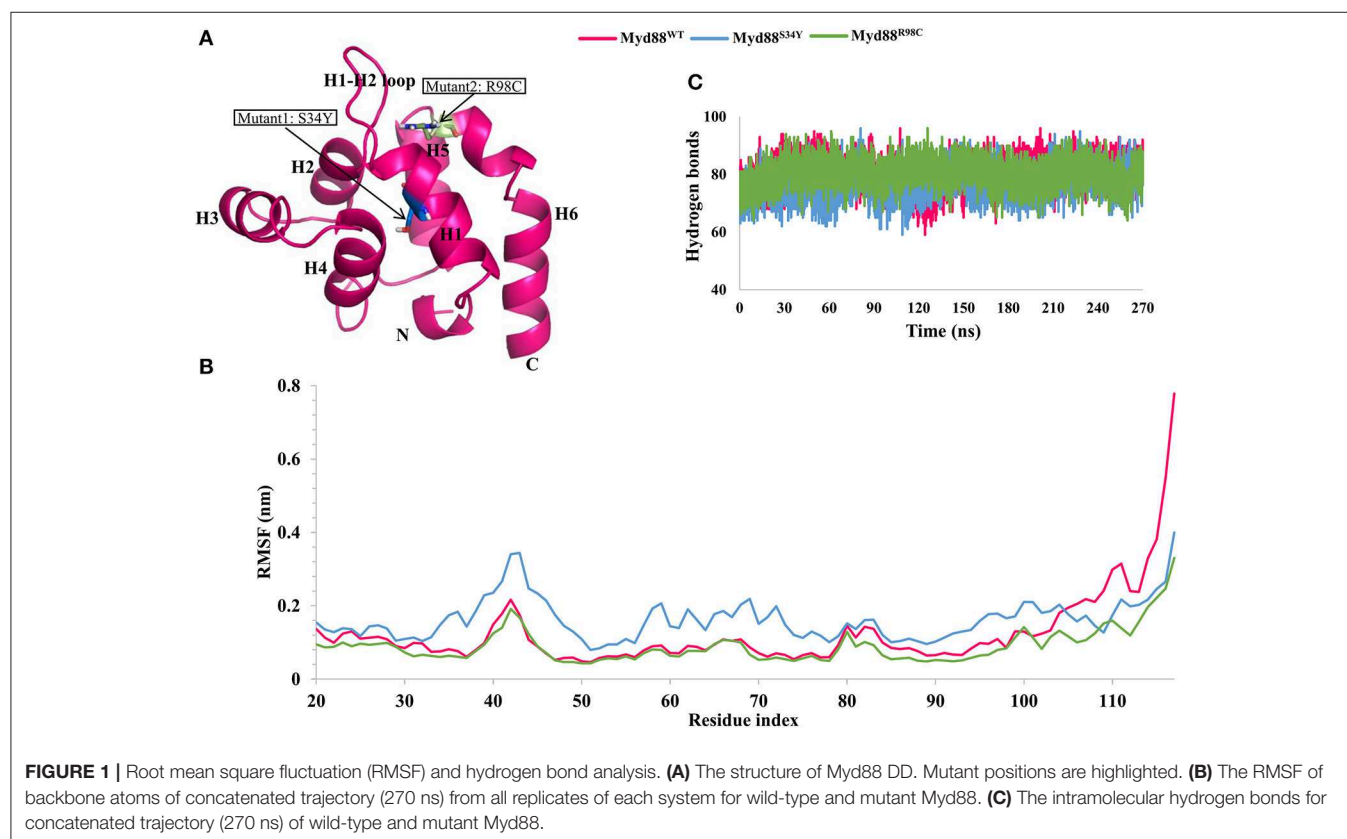 A
Myd88WT Myd88S34Y Myd88R98C
H1-H2 loop
Mutant2: R98C
Mutant1: S34Y
H5
H2
H3
H6
H1
H4
N
C
C
Hydrogen bonds
100
80
60
40
0 30 60 90 120 150 180 210 240 270
Time (ns)
B
RMSF (nm)
0.8
0.6
0.4
0.2
0
20 30 40 50 60 70 80 90 100 110
Residue index
FIGURE 1 | Root mean square fluctuation (RMSF) and hydrogen bond analysis. (A) The structure of Myd88 DD. Mutant positions are highlighted. (B) The RMSF of
backbone atoms of concatenated trajectory (270 ns) from all replicates of each system for wild-type and mutant Myd88. (C) The intramolecular hydrogen bonds for
concatenated trajectory (270 ns) of wild-type and mutant Myd88.